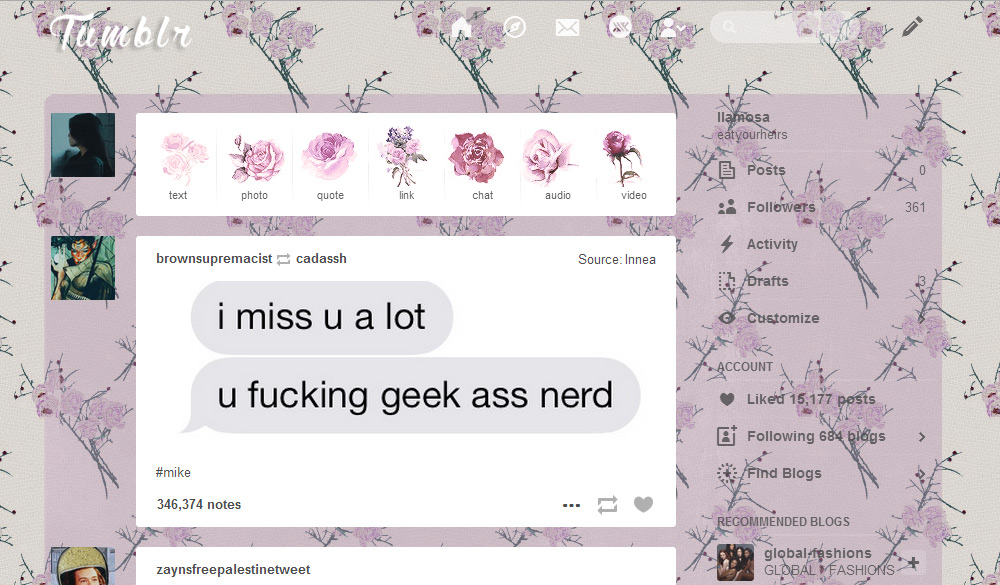 Tumblr
text photo quote link chat audio video
brownsupremacist cadassh Source: lnnea
i miss u a lot
u fucking geek ass nerd
#mike
346,374 notes
zaynsfreepalestinetweet
llamosa
eatyourhers
Posts 0
Followers 361
Activity
Drafts 3
Customize
ACCOUNT
Liked 15,177 posts
Following 684 blogs
Find Blogs
RECOMMENDED BLOGS
global-fashions
GLOBAL FASHIONS